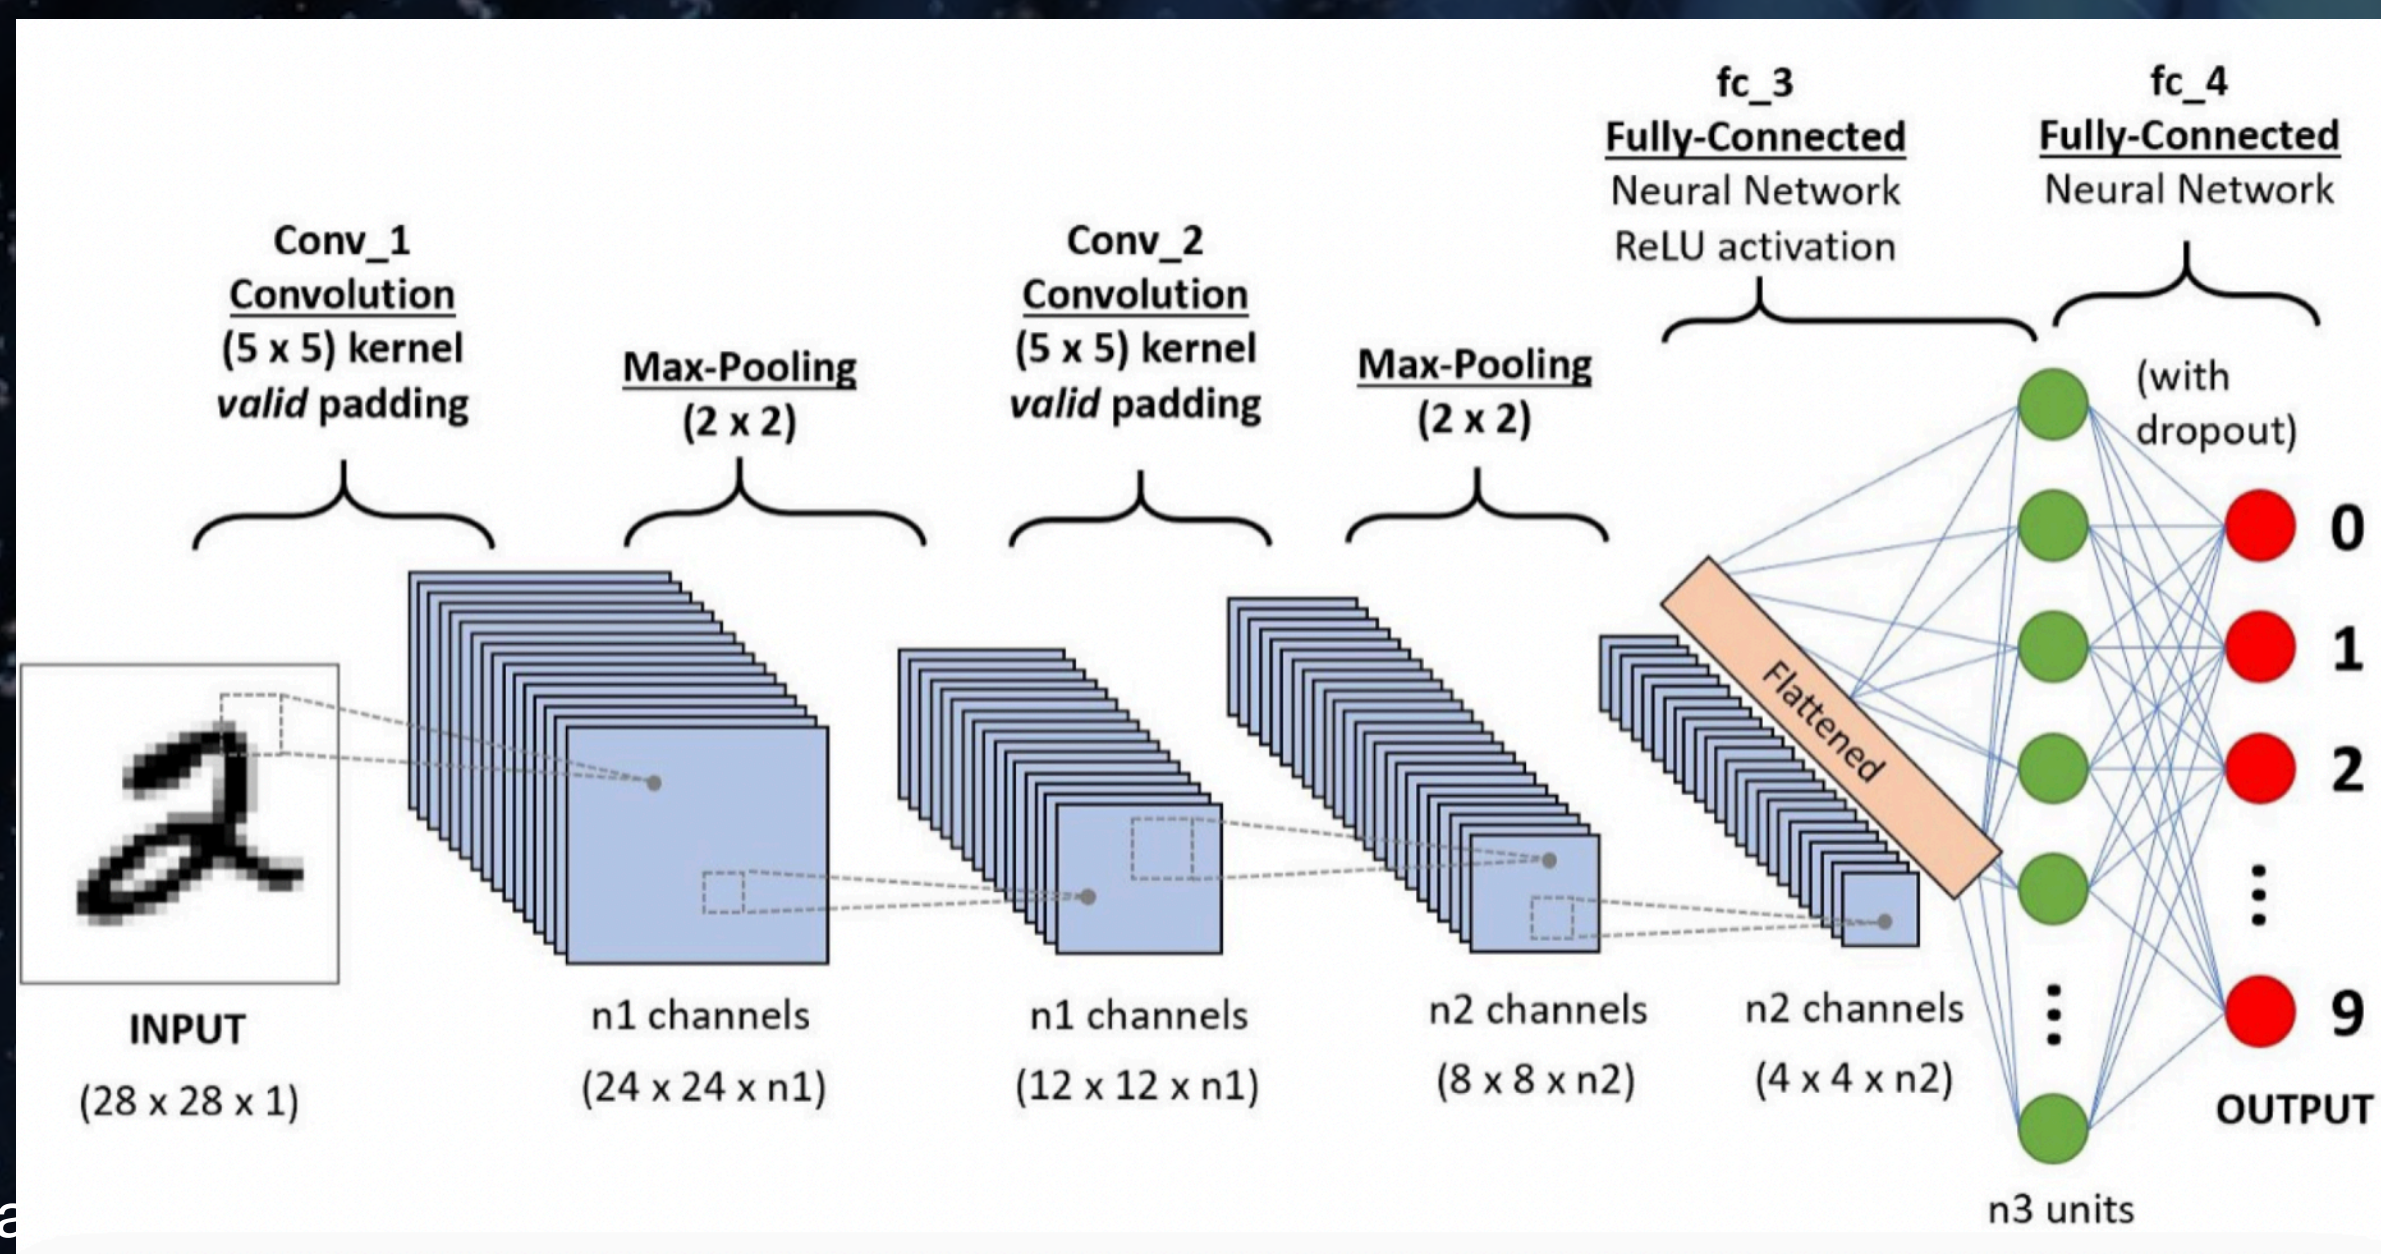 Conv_1
Convolution
(5 x 5) kernel
valid padding
Max-Pooling
(2 x 2)
Conv_2
Convolution
(5 x 5) kernel
valid padding
Max-Pooling
(2 x 2)
fc_3
Fully-Connected
Neural Network
ReLU activation
fc_4
Fully-Connected
Neural Network
(with
dropout)
Flattened
0
1
2
9
INPUT
(28 x 28 x 1)
n1 channels
(24 x 24 x n1)
n1 channels
(12 x 12 x n1)
n2 channels
(8 x 8 x n2)
n2 channels
(4 x 4 x n2)
OUTPUT
n3 units
a